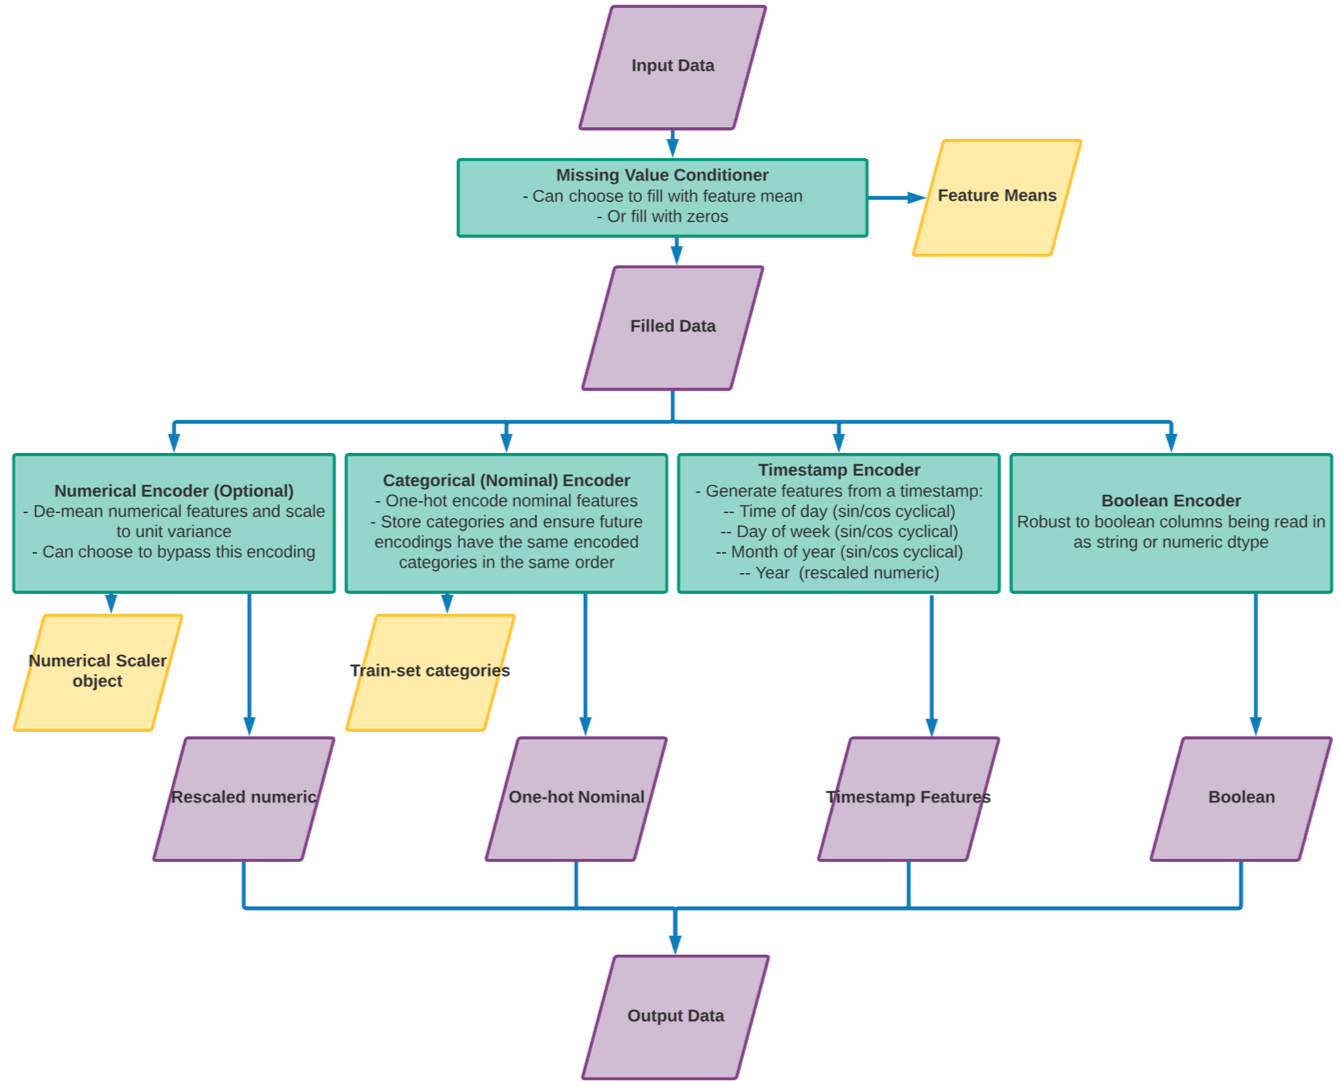 Input Data
Missing Value Conditioner
- Can choose to fill with feature mean
- Or fill with zeros
Feature Means
Filled Data
Numerical Encoder (Optional)
- De-mean numerical features and scale
to unit variance
- Can choose to bypass this encoding
Categorical (Nominal) Encoder
- One-hot encode nominal features
- Store categories and ensure future
encodings have the same encoded
categories in the same order
Timestamp Encoder
- Generate features from a timestamp:
-- Time of day (sin/cos cyclical)
-- Day of week (sin/cos cyclical)
-- Month of year (sin/cos cyclical)
-- Year  (rescaled numeric)
Boolean Encoder
Robust to boolean columns being read in
as string or numeric dtype
Numerical Scaler
object
Train-set categories
Rescaled numeric
One-hot Nominal
Timestamp Features
Boolean
Output Data